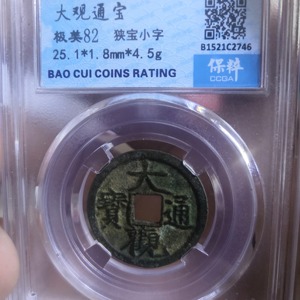 大观通宝
极美82 狭宝小字
25.1*1.8mm*4.5g
BAO CUI COINS RATING
B1521C2746
保粹
CCGA
大
寶 通
觀